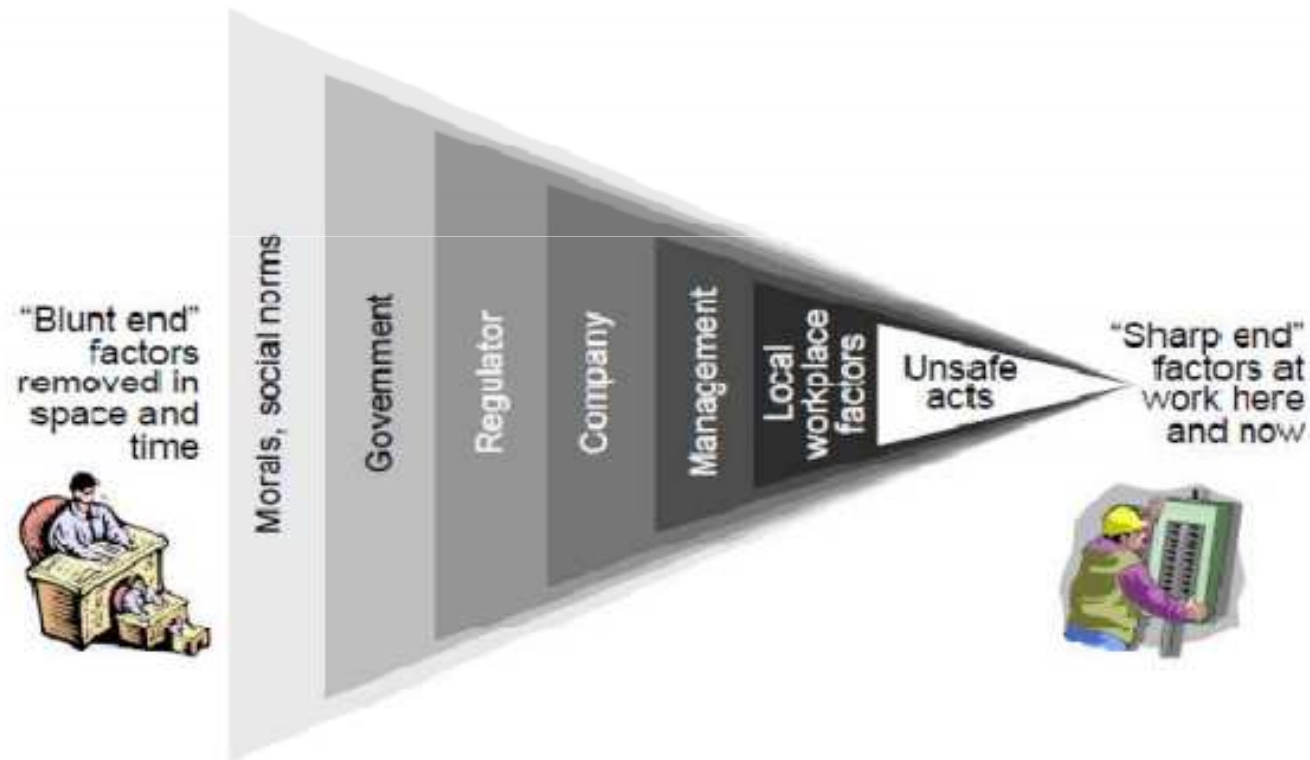 “Blunt end”
factors
removed in
space and
time
Morals, social norms
Government
Regulator
Company
Management
Local
workplace
factors
Unsafe
acts
“Sharp end”
factors at
work here
and now